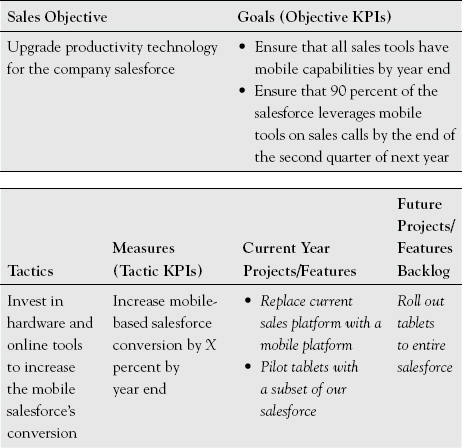 Sales Objective
Goals (Objective KPIs)
Upgrade productivity technology
for the company salesforce
• Ensure that all sales tools have
mobile capabilities by year end
• Ensure that 90 percent of the
salesforce leverages mobile
tools on sales calls by the end of
the second quarter of next year
Tactics
Measures
(Tactic KPIs)
Current Year
Projects/Features
Future
Projects/
Features
Backlog
Invest in
hardware and
online tools
to increase
the mobile
salesforce's
conversion
Increase mobile-
based salesforce
conversion by X
percent by
year end
• Replace current
sales platform with a
mobile platform
• Pilot tablets with
a subset of our
salesforce
Roll out
tablets
to entire
salesforce